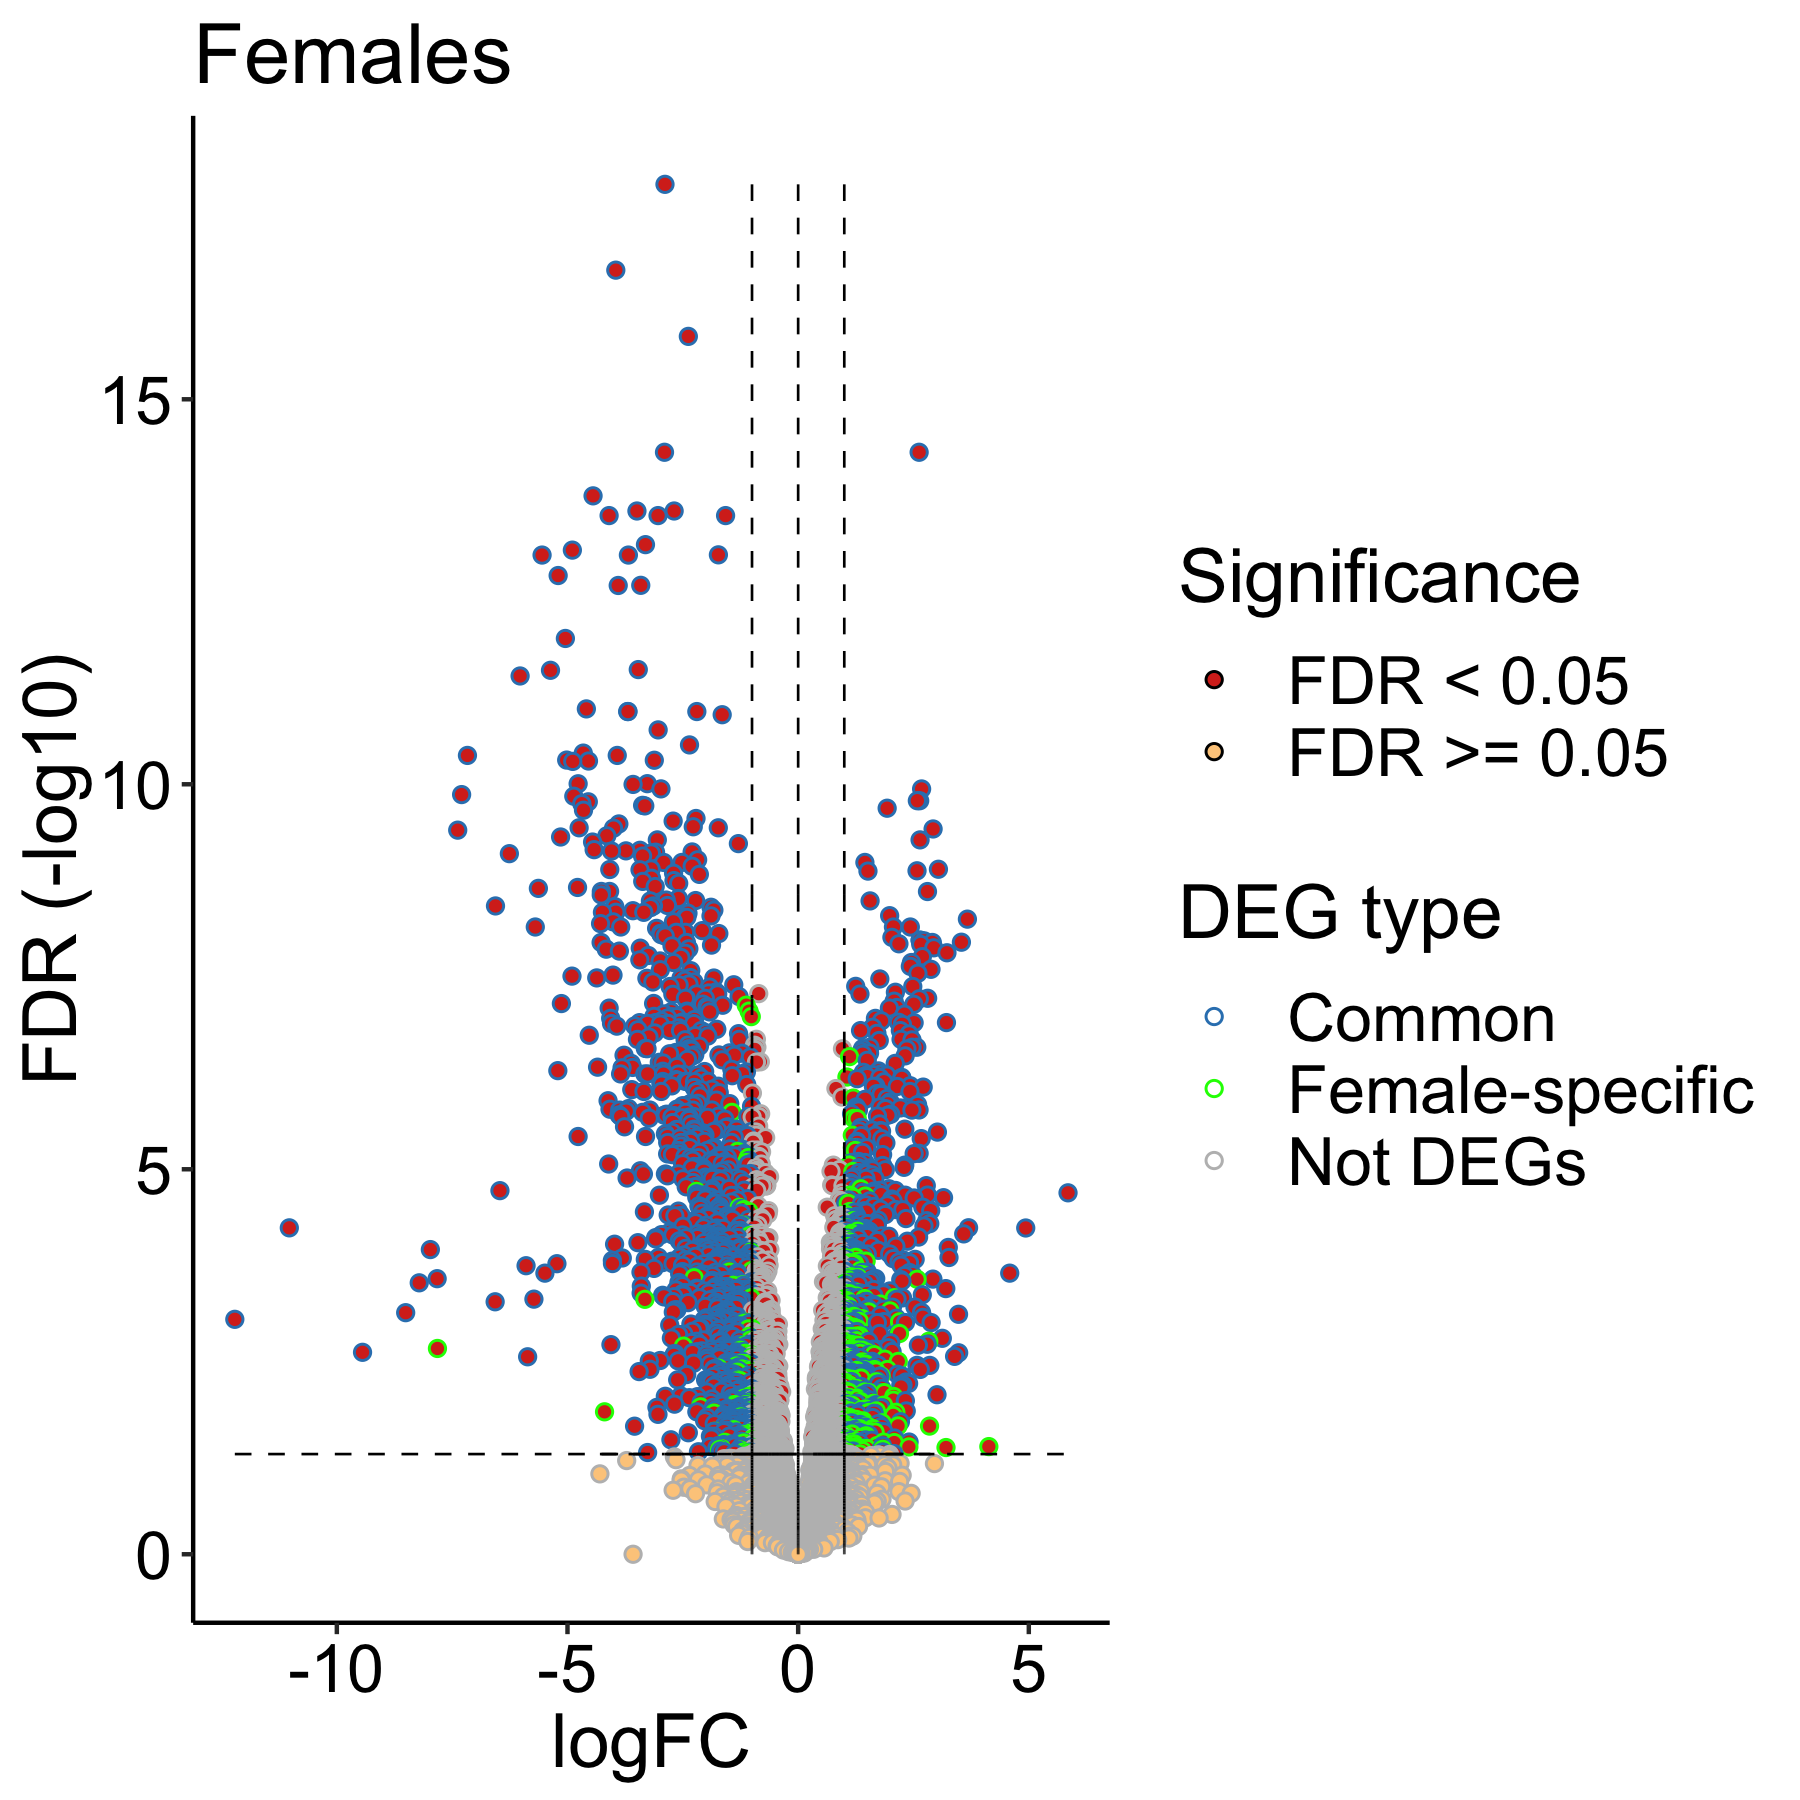 Females
FDR (-log10)
15
10
5
0
-10
-5
0
5
logFC
Significance
FDR < 0.05
FDR >= 0.05
DEG type
Common
Female-specific
Not DEGs